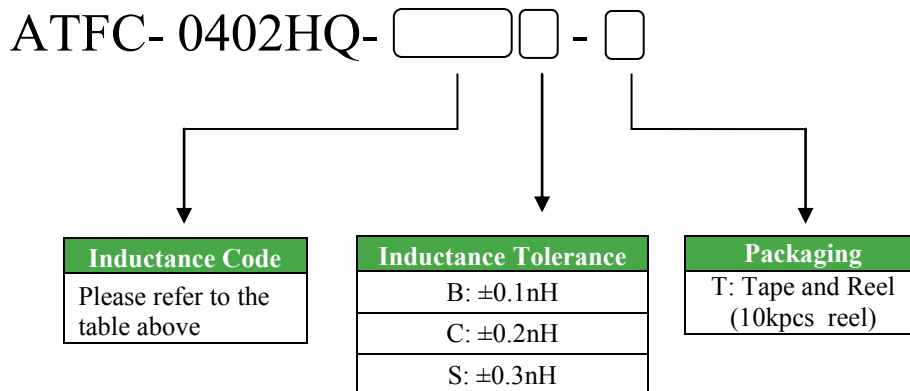 ATFC- 0402HQ- -
Inductance Code
Please refer to the
table above
Inductance Tolerance
B: ±0.1nH
C: ±0.2nH
S: ±0.3nH
Packaging
T: Tape and Reel
(10kpcs reel)